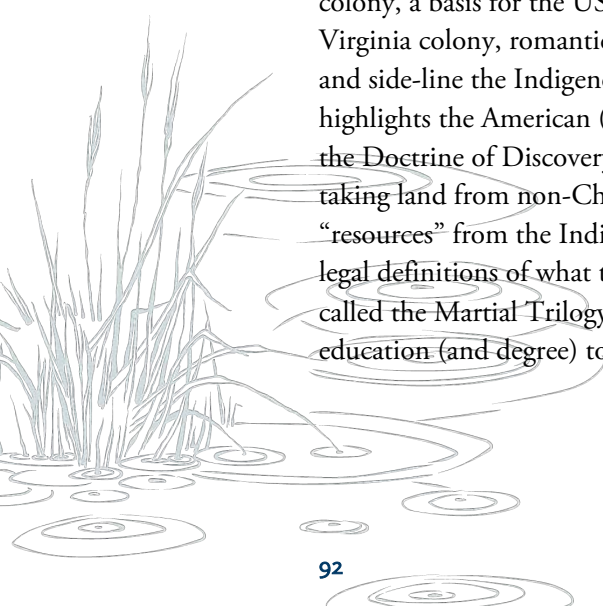 colony, a basis for the US
Virginia colony, romantic
and side-line the Indigen
highlights the American (
the Doctrine of Discovery
taking land from non-Ch
“resources” from the Indi
legal definitions of what t
called the Martial Trilogy
education (and degree) to
92